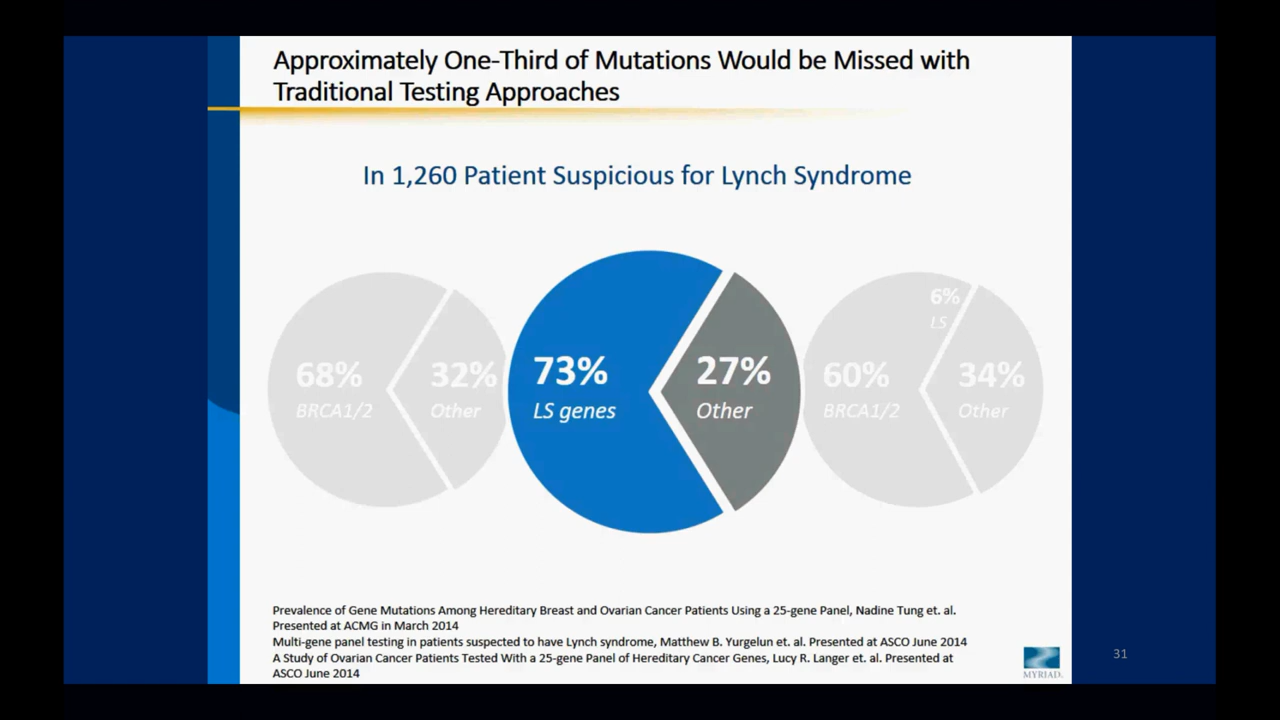 Approximately One-Third of Mutations Would be Missed with
Traditional Testing Approaches
In 1,260 Patient Suspicious for Lynch Syndrome
68%
BRCA1/2
32%
Other
73%
LS genes
27%
Other
6%
LS
60%
BRCA1/2
34%
Other
Prevalence of Gene Mutations Among Hereditary Breast and Ovarian Cancer Patients Using a 25-gene Panel, Nadine Tung et. al.
Presented at ACMG in March 2014
Multi-gene panel testing in patients suspected to have Lynch syndrome, Matthew B. Yurgelun et. al. Presented at ASCO June 2014
A Study of Ovarian Cancer Patients Tested With a 25-gene Panel of Hereditary Cancer Genes, Lucy R. Langer et. al. Presented at
ASCO June 2014
MYRIAD.
31